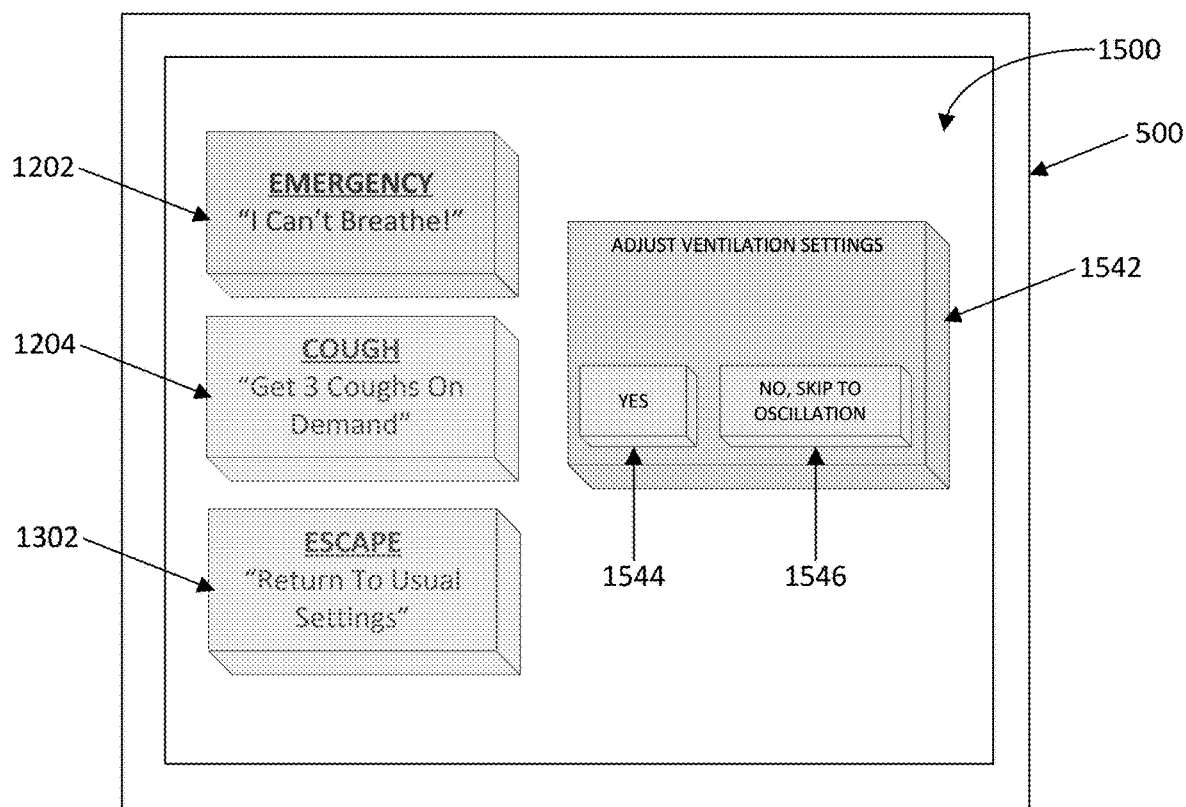 1500
500
1202
EMERGENCY
"I Can't Breathe!"
ADJUST VENTILATION SETTINGS
1542
1204
COUGH
"Get 3 Coughs On
Demand"
YES
NO, SKIP TO
OSCILLATION
1302
ESCAPE
"Return To Usual
Settings"
1544
1546